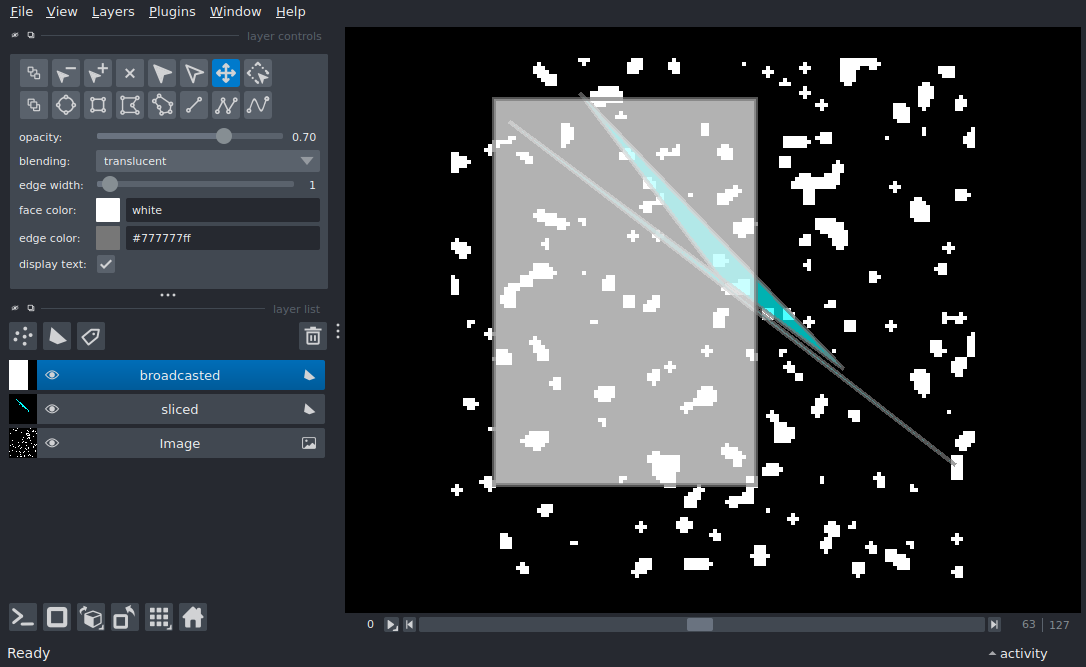 File View Layers Plugins Window Help
layer controls
opacity: 0.70
blending: translucent
edge width: 1
face color: white
edge color: #777777ff
display text:
layer list
broadcasted
sliced
Image
0 63 127
Ready activity